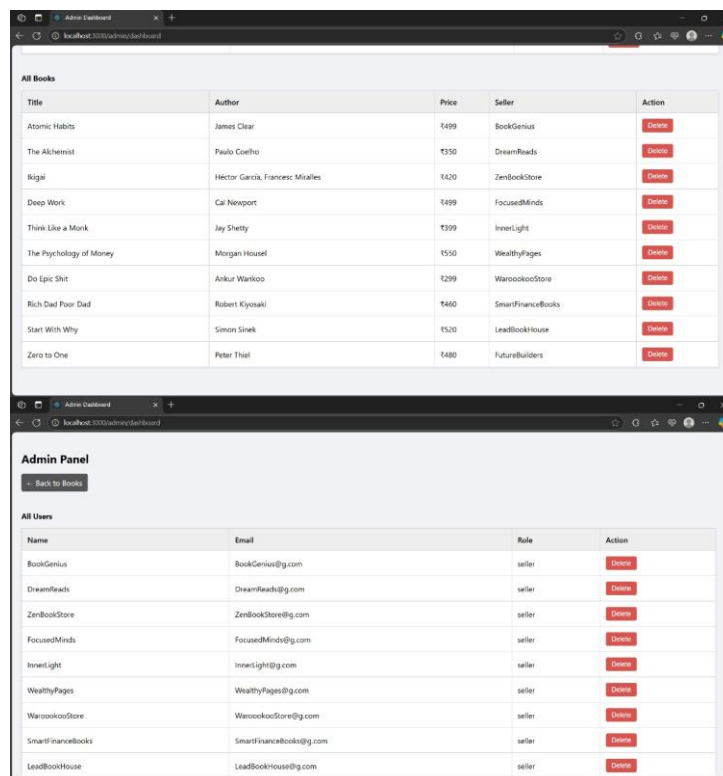 Admin Dashboard
localhost:3000/admin/dashboard
All Books
Title Author Price Seller Action
Atomic Habits James Clear ₹499 BookGenius Delete
The Alchemist Paulo Coelho ₹350 DreamReads Delete
Ikigai Héctor García, Francesc Miralles ₹420 ZenBookStore Delete
Deep Work Cal Newport ₹499 FocusedMinds Delete
Think Like a Monk Jay Shetty ₹399 InnerLight Delete
The Psychology of Money Morgan Housel ₹550 WealthyPages Delete
Do Epic Shit Ankur Warikoo ₹299 WaroookooStore Delete
Rich Dad Poor Dad Robert Kiyosaki ₹460 SmartFinanceBooks Delete
Start With Why Simon Sinek ₹520 LeadBookHouse Delete
Zero to One Peter Thiel ₹480 FutureBuilders Delete
Admin Dashboard
localhost:3000/admin/dashboard
Admin Panel
← Back to Books
All Users
Name Email Role Action
BookGenius BookGenius@g.com seller Delete
DreamReads DreamReads@g.com seller Delete
ZenBookStore ZenBookStore@g.com seller Delete
FocusedMinds FocusedMinds@g.com seller Delete
InnerLight InnerLight@g.com seller Delete
WealthyPages WealthyPages@g.com seller Delete
WaroookooStore WaroookooStore@g.com seller Delete
SmartFinanceBooks SmartFinanceBooks@g.com seller Delete
LeadBookHouse LeadBookHouse@g.com seller Delete